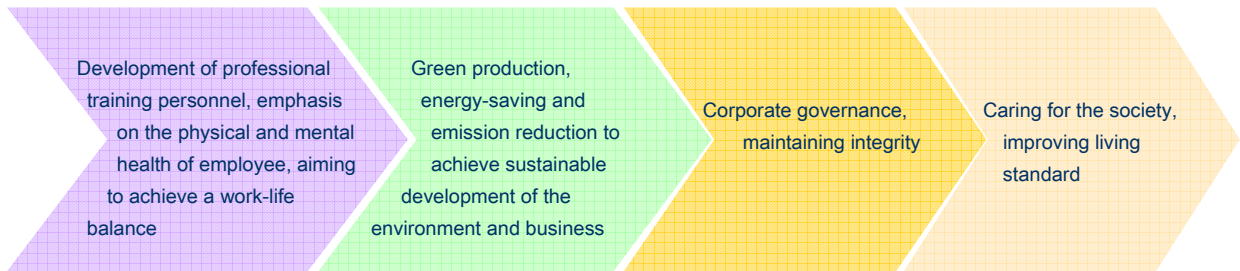 Development of professional
training personnel, emphasis
on the physical and mental
health of employee, aiming
to achieve a work-life
balance
Green production,
energy-saving and
emission reduction to
achieve sustainable
development of the
environment and business
Corporate governance,
maintaining integrity
Caring for the society,
improving living
standard